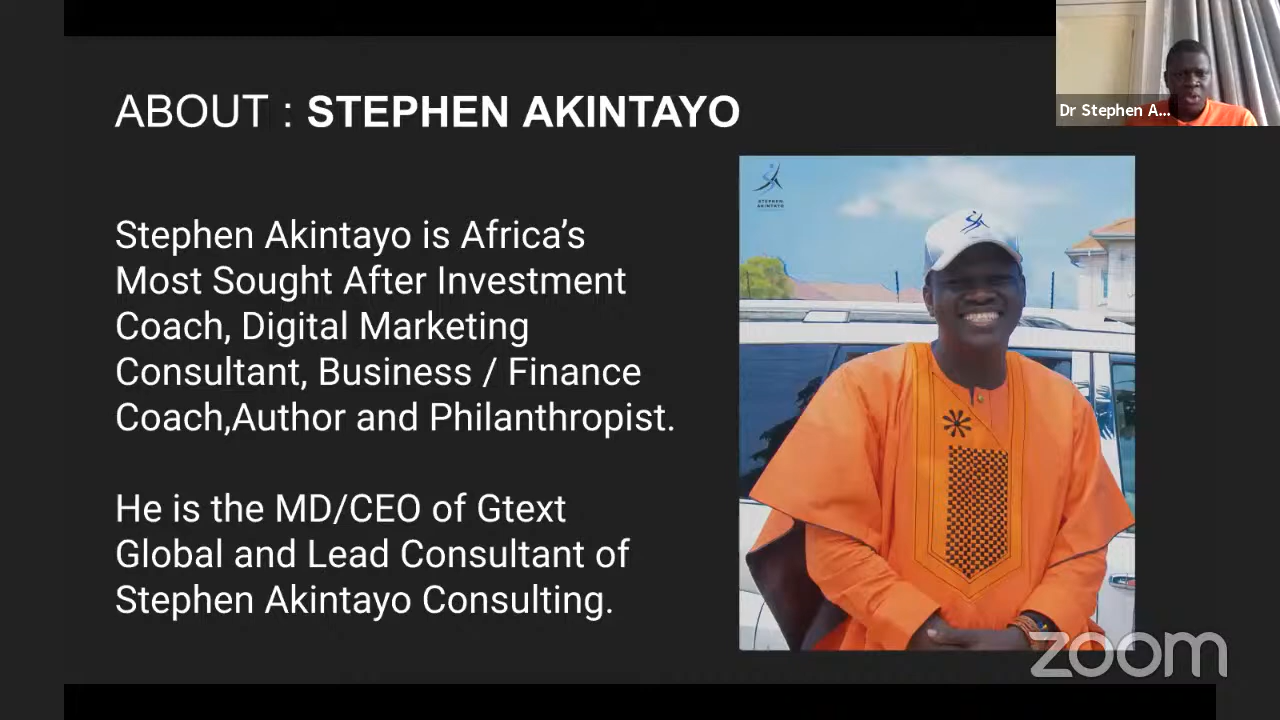 ABOUT : STEPHEN AKINTAYO
Dr Stephen A...
STEPHEN
AKINTAYO
Stephen Akintayo is Africa’s
Most Sought After Investment
Coach, Digital Marketing
Consultant, Business / Finance
Coach,Author and Philanthropist.
He is the MD/CEO of Gtext
Global and Lead Consultant of
Stephen Akintayo Consulting.
zoom